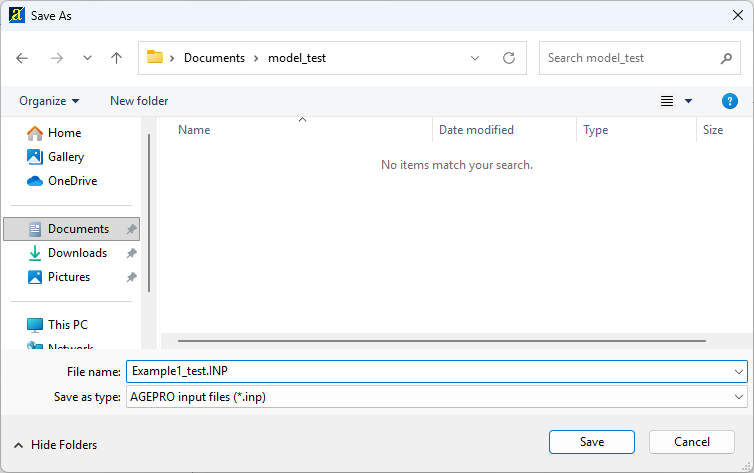 Save As
Documents
model_test
Search model_test
Organize
New folder
Name
Date modified
Type
Size
Home
Gallery
OneDrive
No items match your search.
Documents
Downloads
Pictures
This PC
Network
File name:
Example1_test.INP
Save as type:
AGEPRO input files (*.inp)
Hide Folders
Save
Cancel